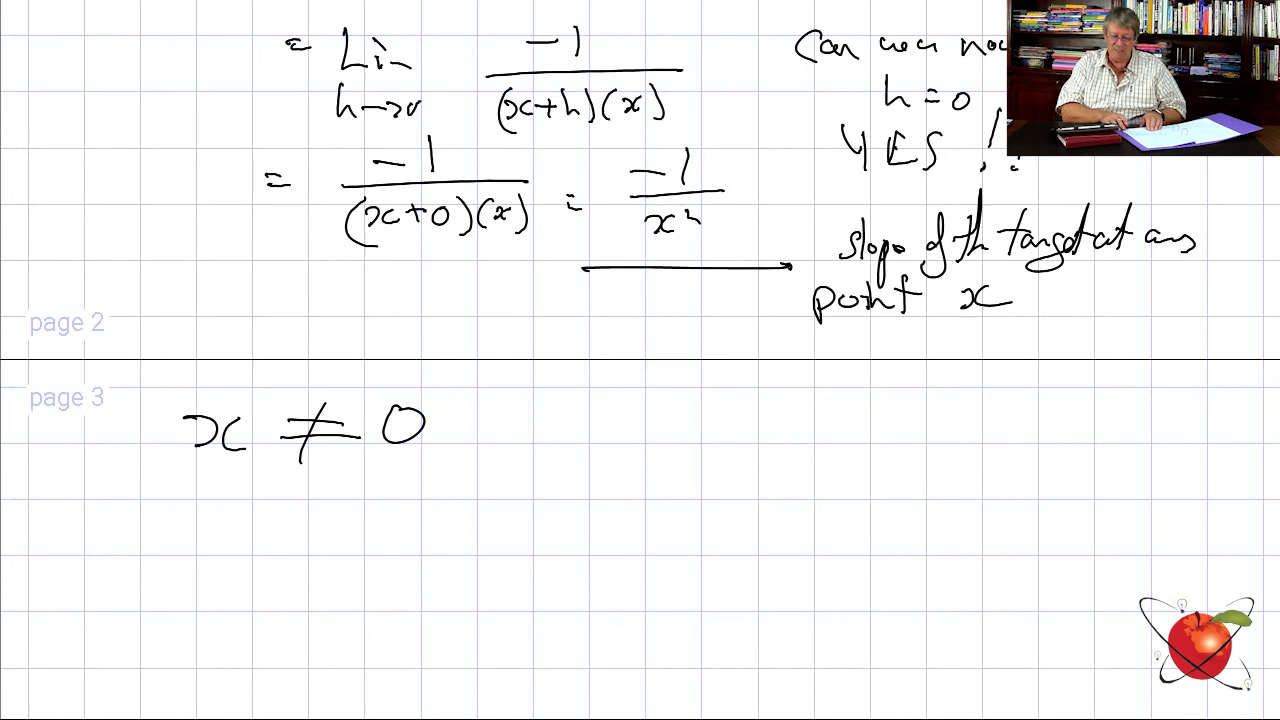 = Lim -1 / (x+h)(x)
h→0
Can we now
h = 0
YES !!
= -1 / (x+0)(x) = -1 / x²
slope of the tangent at any
point x
page 2
page 3
x ≠ 0